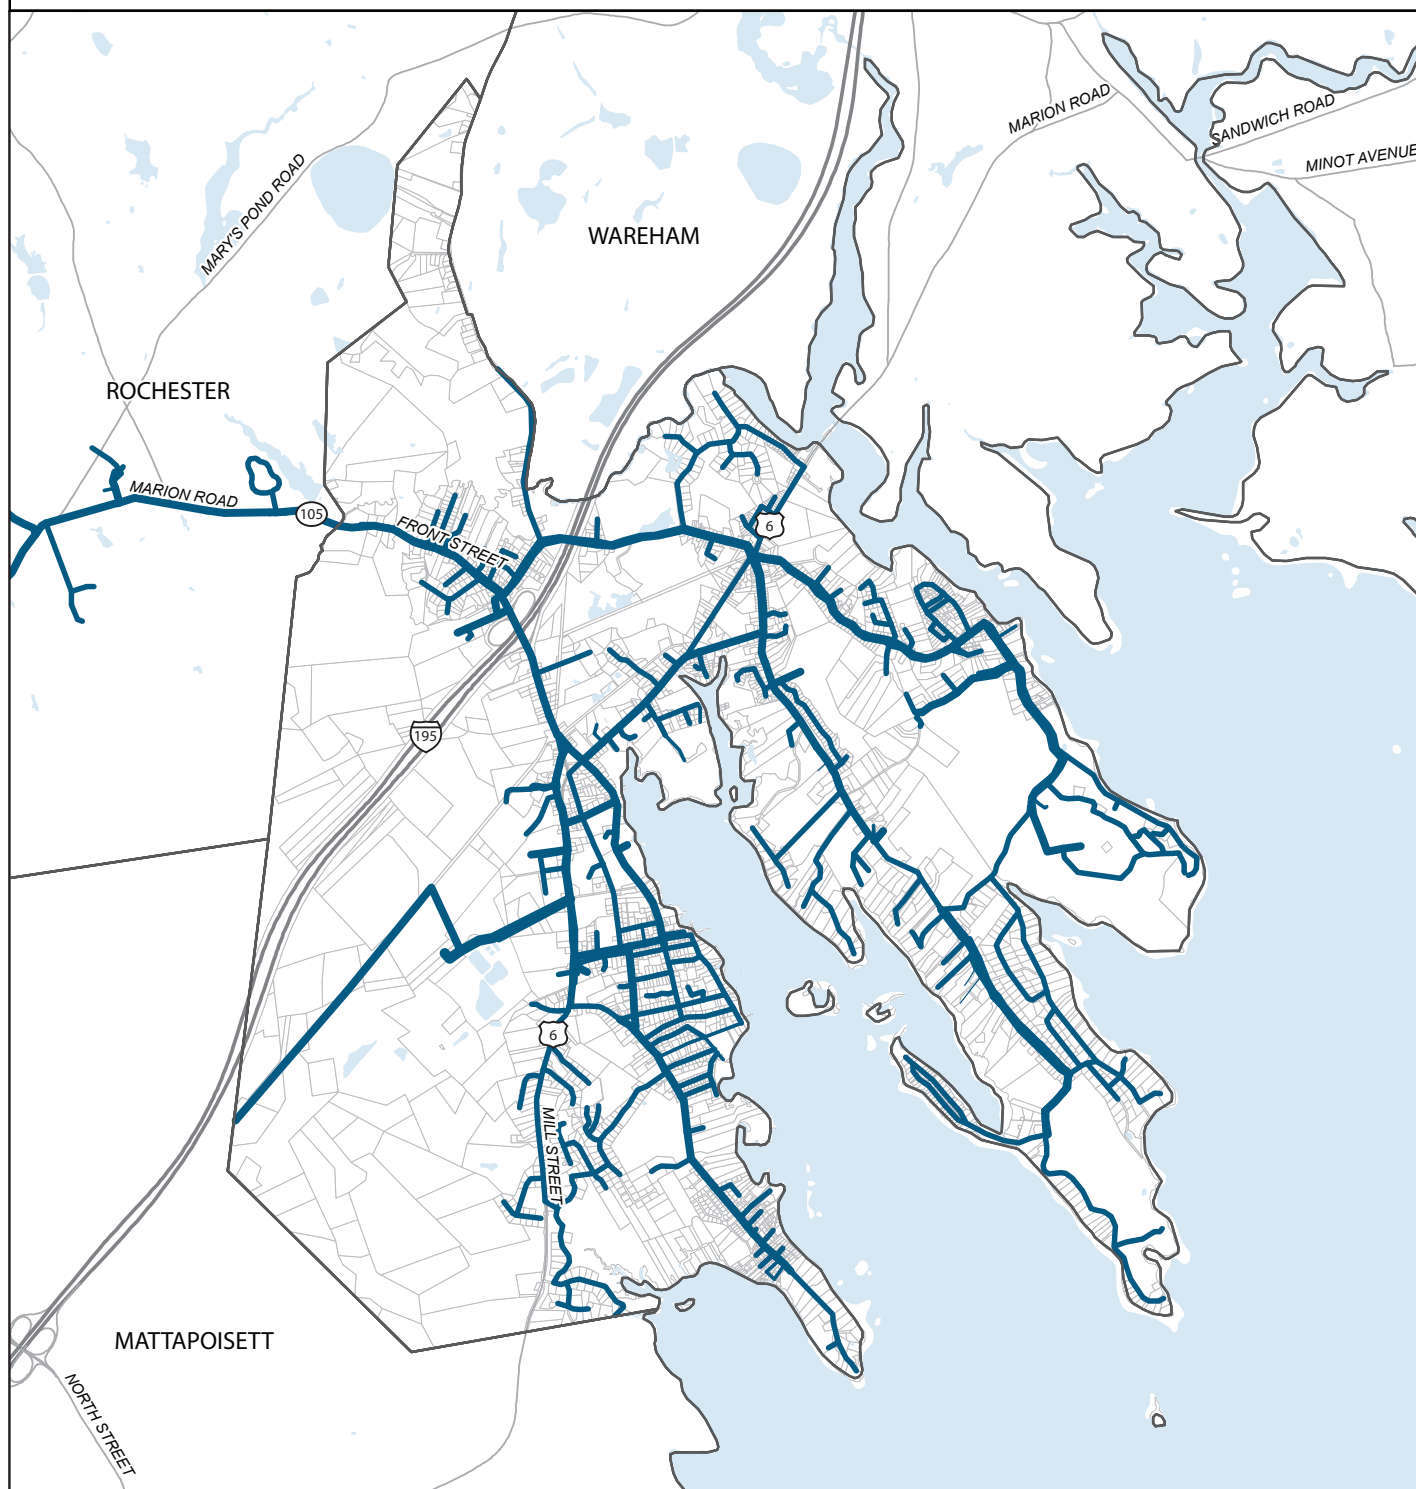 MARION ROAD
SANDWICH ROAD
MINOT AVENUE
MARY'S POND ROAD
WAREHAM
ROCHESTER
MARION ROAD
105
FRONT STREET
6
195
6
MILL STREET
MATTAPOISETT
NORTH STREET